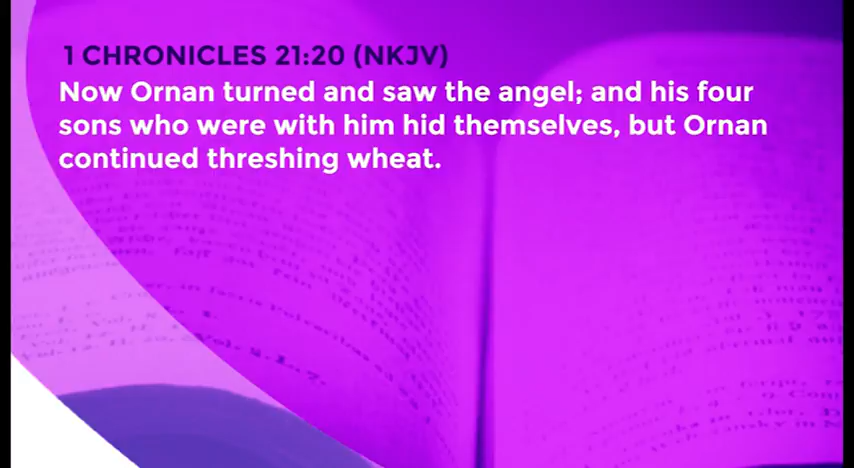 1 CHRONICLES 21:20 (NKJV)
Now Ornan turned and saw the angel; and his four
sons who were with him hid themselves, but Ornan
continued threshing wheat.